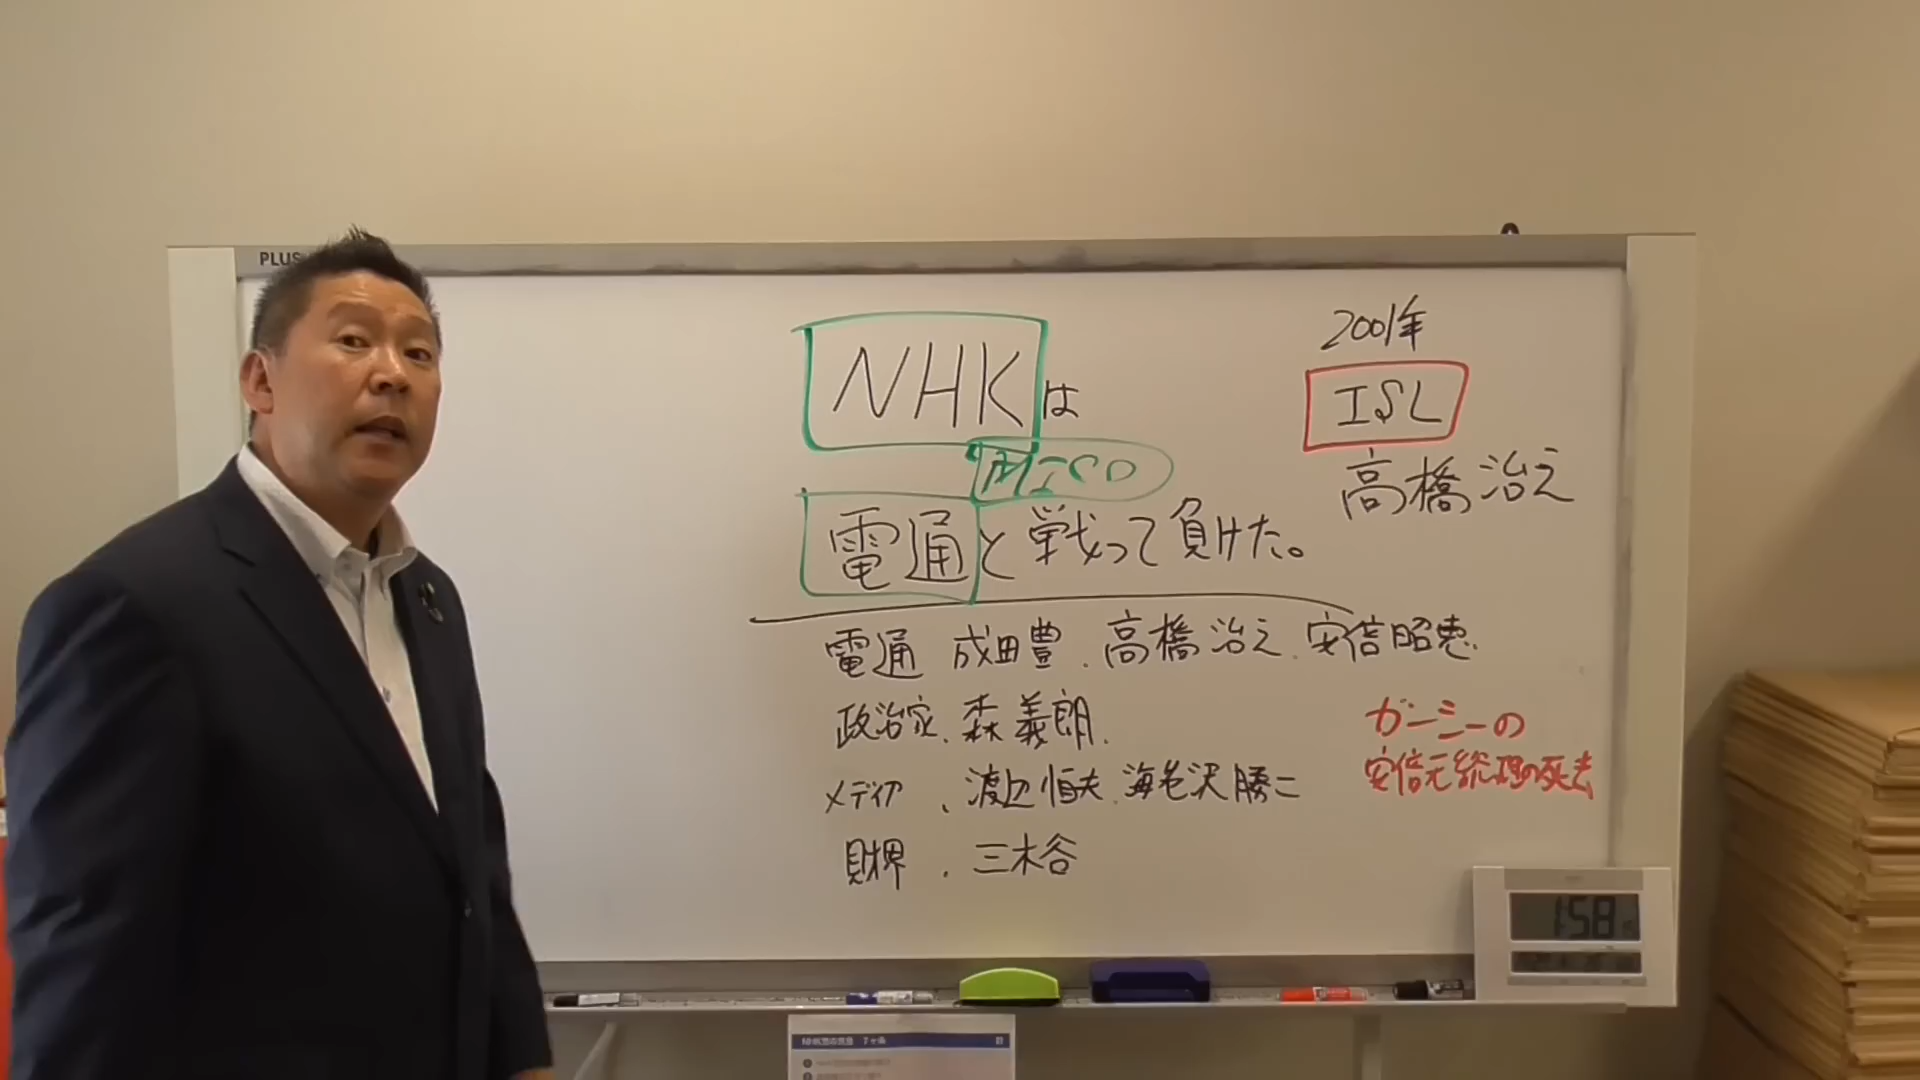 PLUS
2001年
NHKは
ISL
高橋治之
電通と戦って負けた。
電通 成田豊、高橋治之、安倍昭恵、
政治家、森義朗、
ガーシーの
安倍元総理の死去
メディア、渡辺恒夫、海老沢勝二
財界、三木谷
1:58